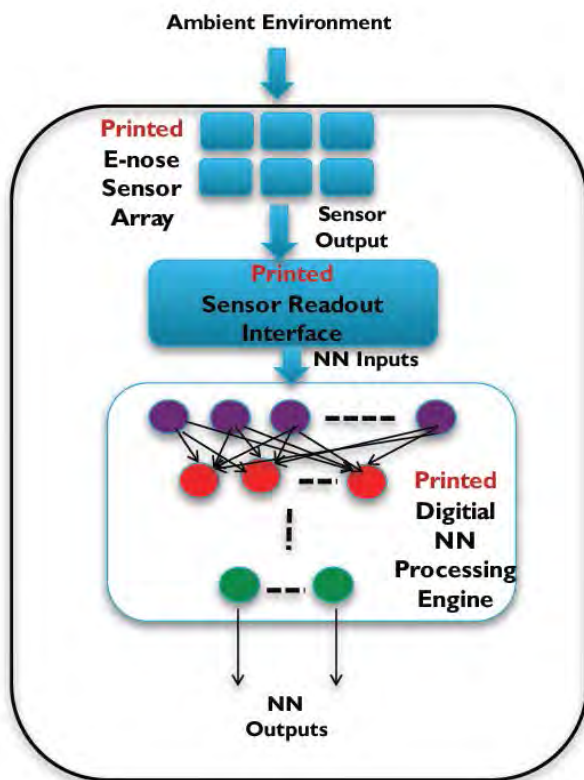 Ambient Environment
Printed
E-nose
Sensor
Array
Sensor
Output
Printed
Sensor Readout
Interface
NN Inputs
Printed
Digitial
NN
Processing
Engine
NN
Outputs